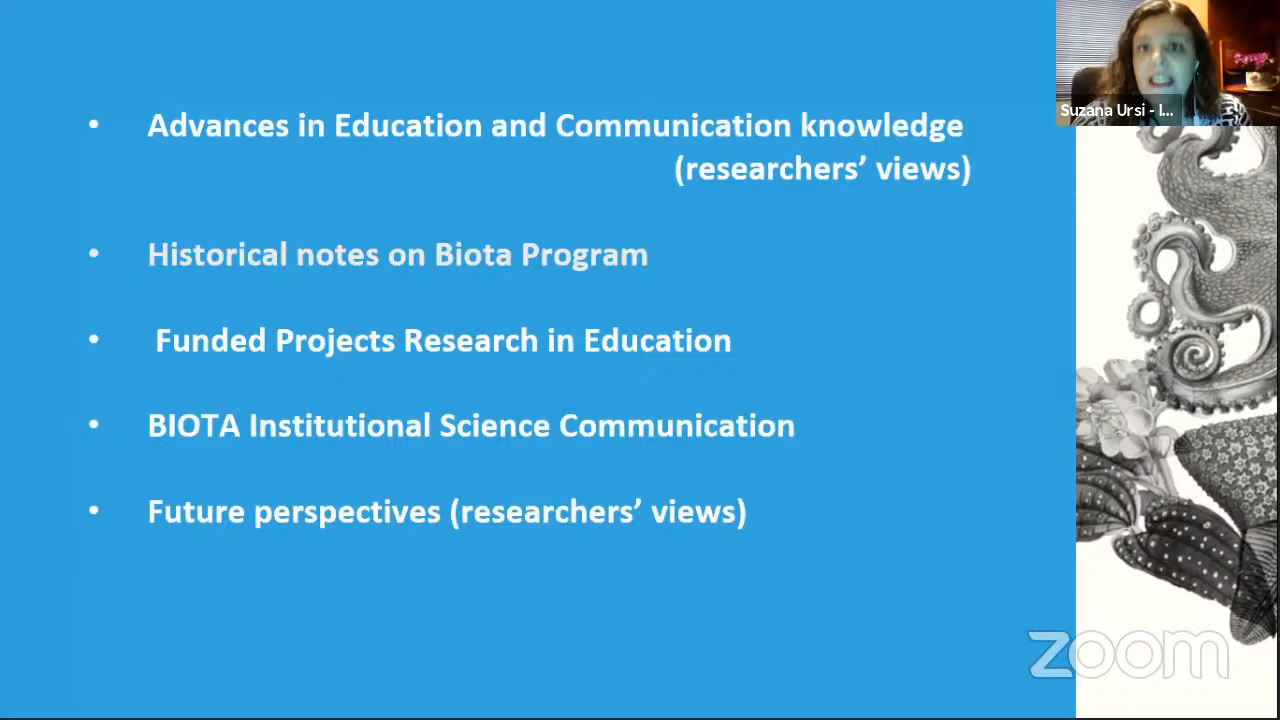 Suzana Ursi - I...
• Advances in Education and Communication knowledge
(researchers’ views)
• Historical notes on Biota Program
• Funded Projects Research in Education
• BIOTA Institutional Science Communication
• Future perspectives (researchers’ views)
zoom